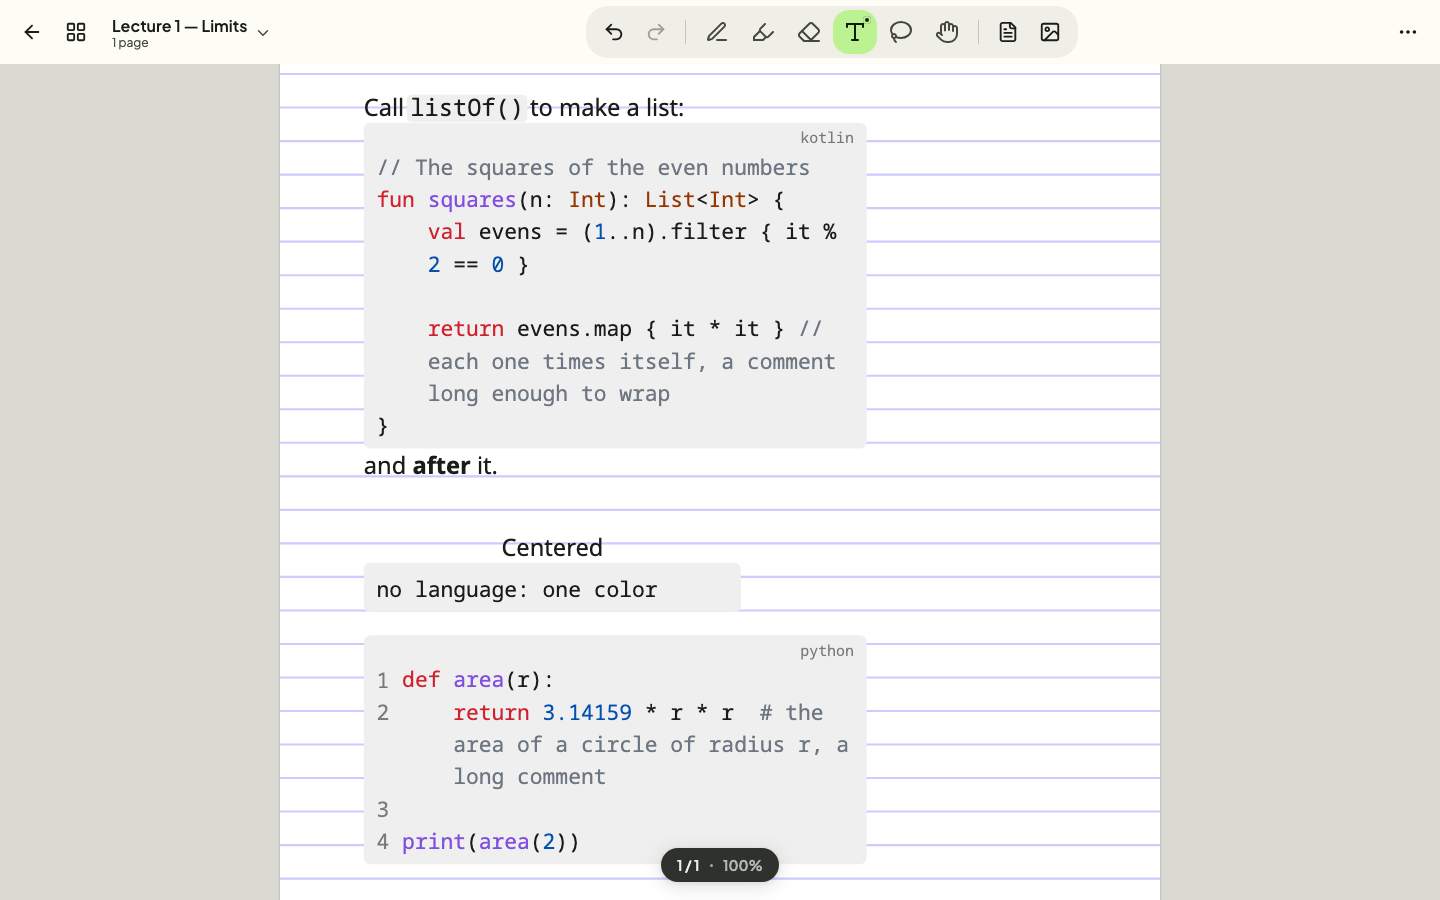 Lecture 1 — Limits
1 page
Call listOf() to make a list:
kotlin
// The squares of the even numbers
fun squares(n: Int): List<Int> {
    val evens = (1..n).filter { it %
    2 == 0 }
    return evens.map { it * it } //
    each one times itself, a comment
    long enough to wrap
}
and after it.
Centered
no language: one color
python
1 def area(r):
2     return 3.14159 * r * r  # the
    area of a circle of radius r, a
    long comment
3
4 print(area(2))
1/1 · 100%